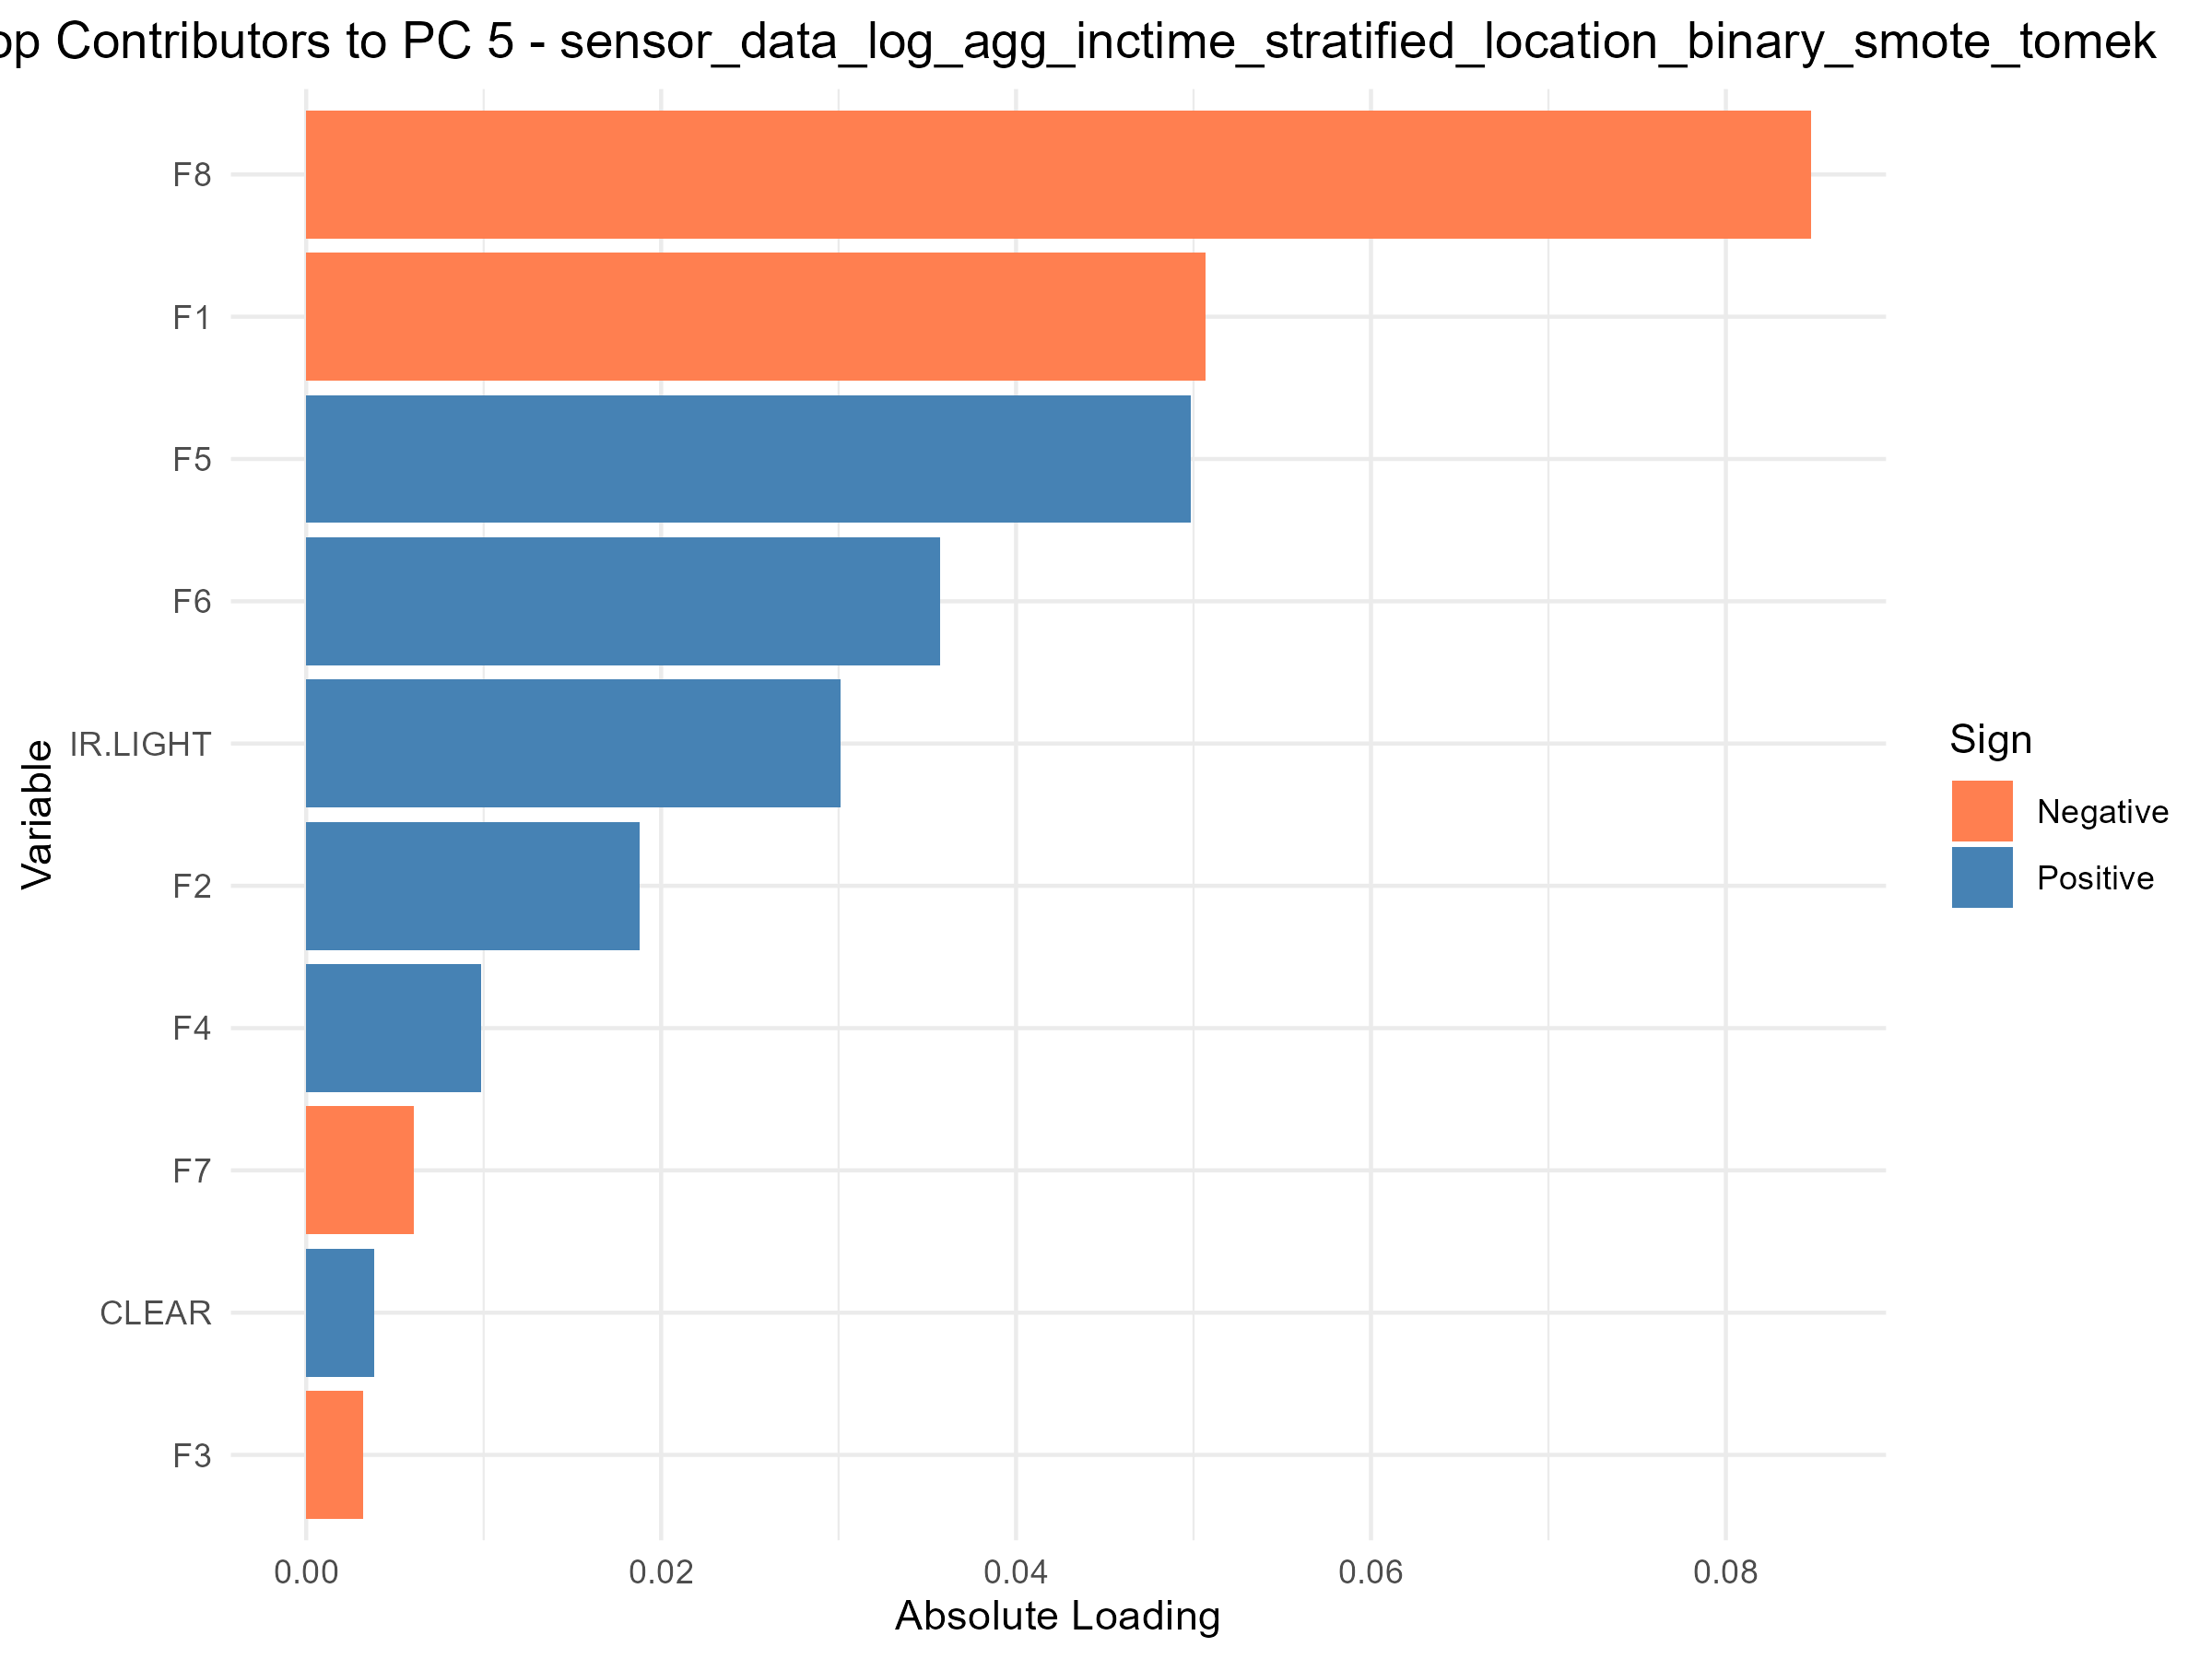 op Contributors to PC 5 - sensor_data_log_agg_inctime_stratified_location_binary_smote_tomek
F8
F1
F5
F6
IR.LIGHT
F2
F4
F7
CLEAR
F3
Variable
0.00 0.02 0.04 0.06 0.08
Absolute Loading
Sign
Negative
Positive